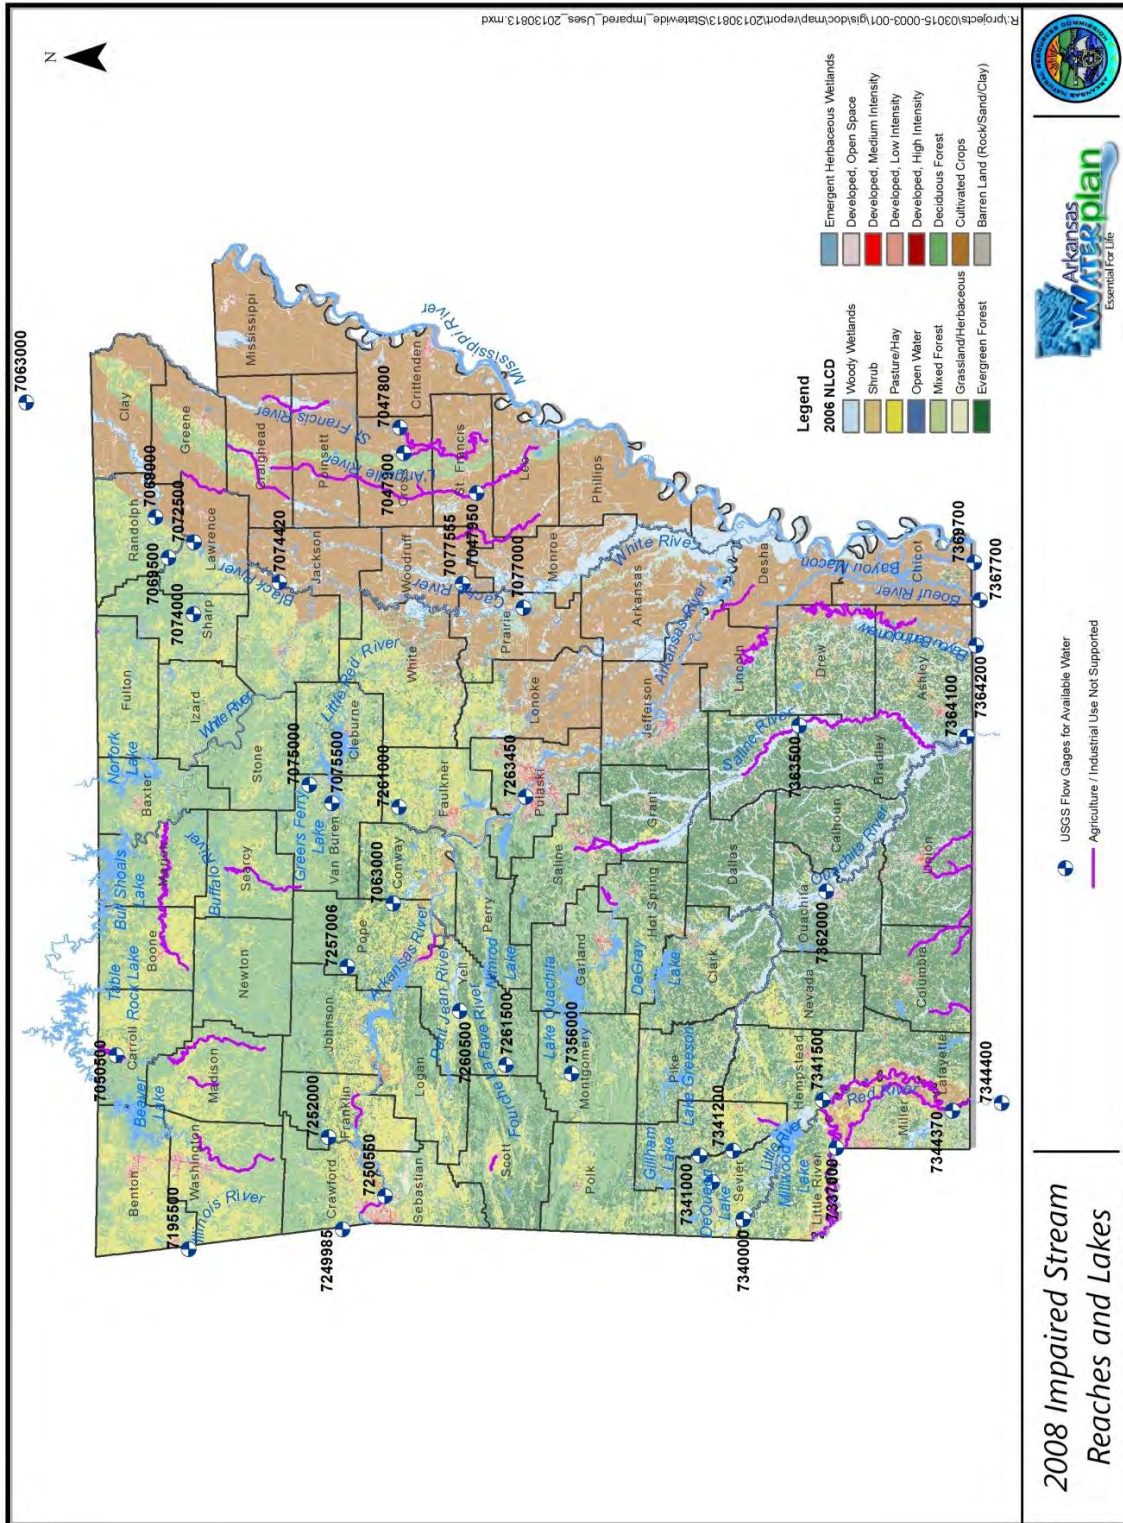 R:\projects\03015-0003-001\gis\doc\map\report\20130813\Statewide_Impared_Uses_20130813.mxd
N
7063000
7050500
Table
Rock Lake
Bull Shoals
Lake
Norfork
Lake
Benton
Carroll
Boone
Marion
Baxter
Fulton
Randolph
Clay
Beaver
Lake
7069000
7069500
7072500
Greene
7195500
Washington
Madison
Newton
Searcy
Buffalo River
Izard
Sharp
7074000
Lawrence
Illinois River
White River
Stone
Mississippi
Craighead
7074420
Black River
Jackson
St Francis River
Poinsett
7249985
Crawford
7252000
Franklin
Johnson
7257006
Pope
Van Buren
Greers Ferry
Lake
7075000
7075500
Cleburne
Little Red River
7250550
Sebastian
Logan
Arkansas River
7063000
Conway
7261000
Faulkner
White
Woodruff
Cross
7047900
7047800
Crittenden
L'Anguille River
Mississippi River
Petit Jean River
Yell
7260500
Perry
Cache River
7077555
7047950
St. Francis
Scott
Fourche LaFave River
7261500
Nimrod
Lake
Pulaski
7263450
Lonoke
Prairie
7077000
Monroe
Lee
Polk
Montgomery
7356000
Lake Ouachita
Garland
Saline
Arkansas
White River
Phillips
Gillham
Lake
Pike
Lake Greeson
DeGray
Lake
Hot Spring
Grant
Jefferson
Arkansas River
7341000
DeQueen
Lake
7341200
Sevier
7340000
Clark
Dallas
Saline River
Lincoln
Desha
Little River
Millwood
Lake
Little River
7337000
Hempstead
7341500
Nevada
Ouachita
7362000
Calhoun
Ouachita River
7363500
Bradley
Drew
Bayou Bartholomew
Bayou Macon
Boeuf River
Chicot
Red River
Miller
Lafayette
7344370
7344400
Columbia
Union
Ashley
7364100
7364200
7367700
7369700
Legend
2006 NLCD
Woody Wetlands
Shrub
Pasture/Hay
Open Water
Mixed Forest
Grassland/Herbaceous
Evergreen Forest
Emergent Herbaceous Wetlands
Developed, Open Space
Developed, Medium Intensity
Developed, Low Intensity
Developed, High Intensity
Deciduous Forest
Cultivated Crops
Barren Land (Rock/Sand/Clay)
USGS Flow Gages for Available Water
Agriculture / Industrial Use Not Supported
2008 Impaired Stream
Reaches and Lakes
Arkansas
WATERplan
Essential For Life
ARKANSAS NATURAL RESOURCES COMMISSION